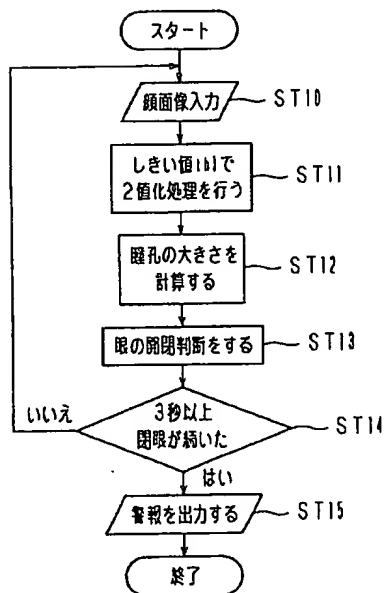 スタート
顔画像入力
ST10
しきい値(b)で
2値化処理を行う
ST11
瞳孔の大きさを
計算する
ST12
眼の開閉判断をする
ST13
3秒以上
閉眼が続いた
ST14
いいえ
はい
警報を出力する
ST15
終了